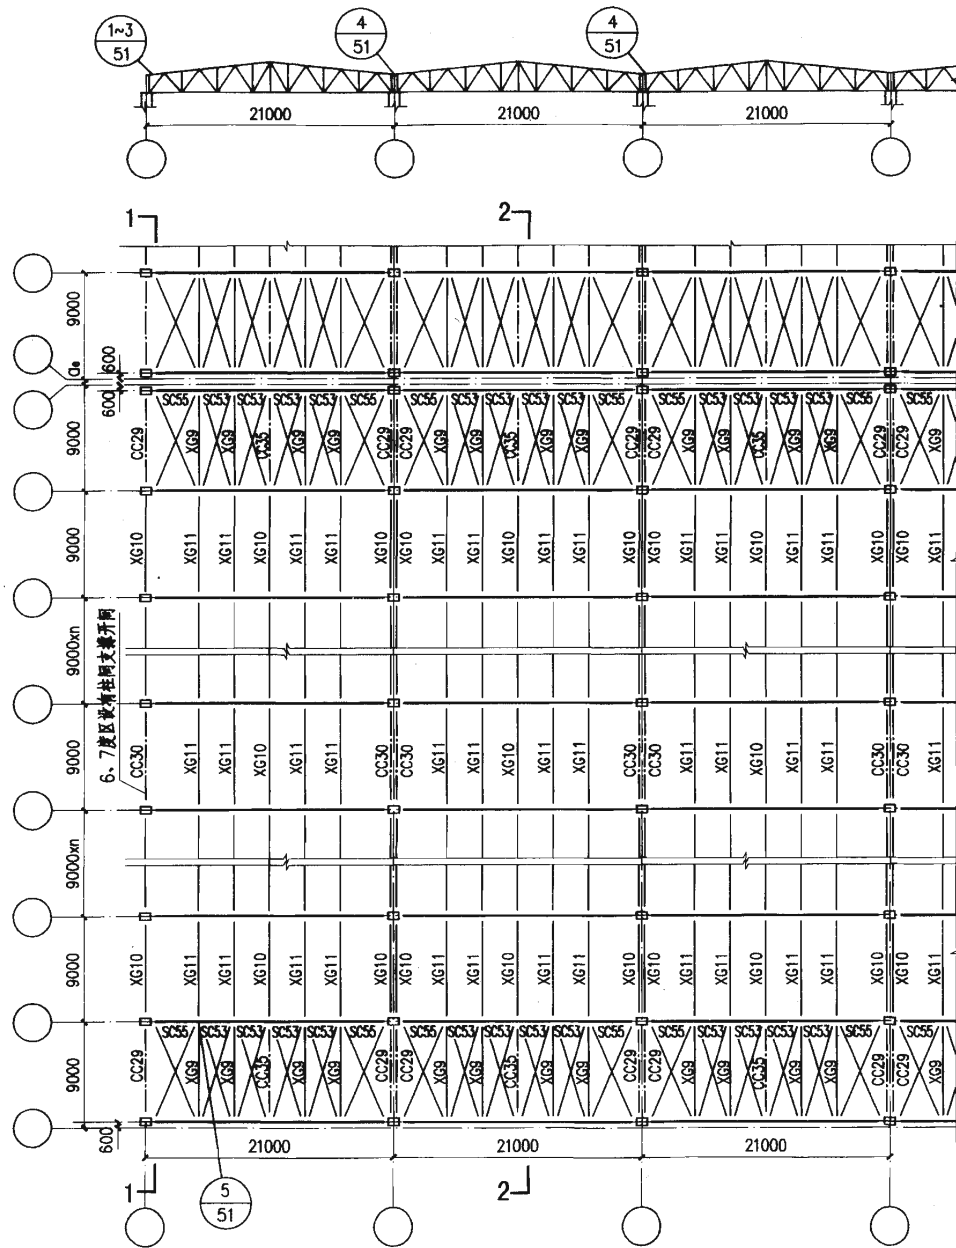 1~3
51
4
51
4
51
21000 21000 21000
1 2
9000
600
600
SC55 SC53 SC53 SC53 SC53 SC55 SC55 SC53 SC53 SC53 SC53 SC55 SC55 SC53 SC53 SC53 SC53 SC55 SC55
9000 CC29 XG9 XG9 CC35 XG9 XG9 CC29 CC29 XG9 XG9 CC35 XG9 XG9 CC29 CC29 XG9 XG9 CC35 XG9 XG9 CC29 CC29 XG9
9000 XG10 XG11 XG11 XG10 XG11 XG11 XG10 XG10 XG11 XG11 XG10 XG11 XG11 XG10 XG10 XG11 XG11 XG10 XG11 XG11 XG10 XG10 XG11
9000xn
6、7度区设有柱间支撑开间
9000 CC30 XG11 XG11 XG10 XG11 XG11 CC30 CC30 XG11 XG11 XG10 XG11 XG11 CC30 CC30 XG11 XG11 XG10 XG11 XG11 CC30 CC30 XG11
9000xn
9000 XG10 XG11 XG11 XG10 XG11 XG11 XG10 XG10 XG11 XG11 XG10 XG11 XG11 XG10 XG10 XG11 XG11 XG10 XG11 XG11 XG10 XG10 XG11
SC55 SC53 SC53 SC53 SC53 SC55 SC55 SC53 SC53 SC53 SC53 SC55 SC55 SC53 SC53 SC53 SC53 SC55 SC55
9000 CC29 XG9 XG9 CC35 XG9 XG9 CC29 CC29 XG9 XG9 CC35 XG9 XG9 CC29 CC29 XG9 XG9 CC35 XG9 XG9 CC29 CC29 XG9
600
21000 21000 21000
1 2
5
51